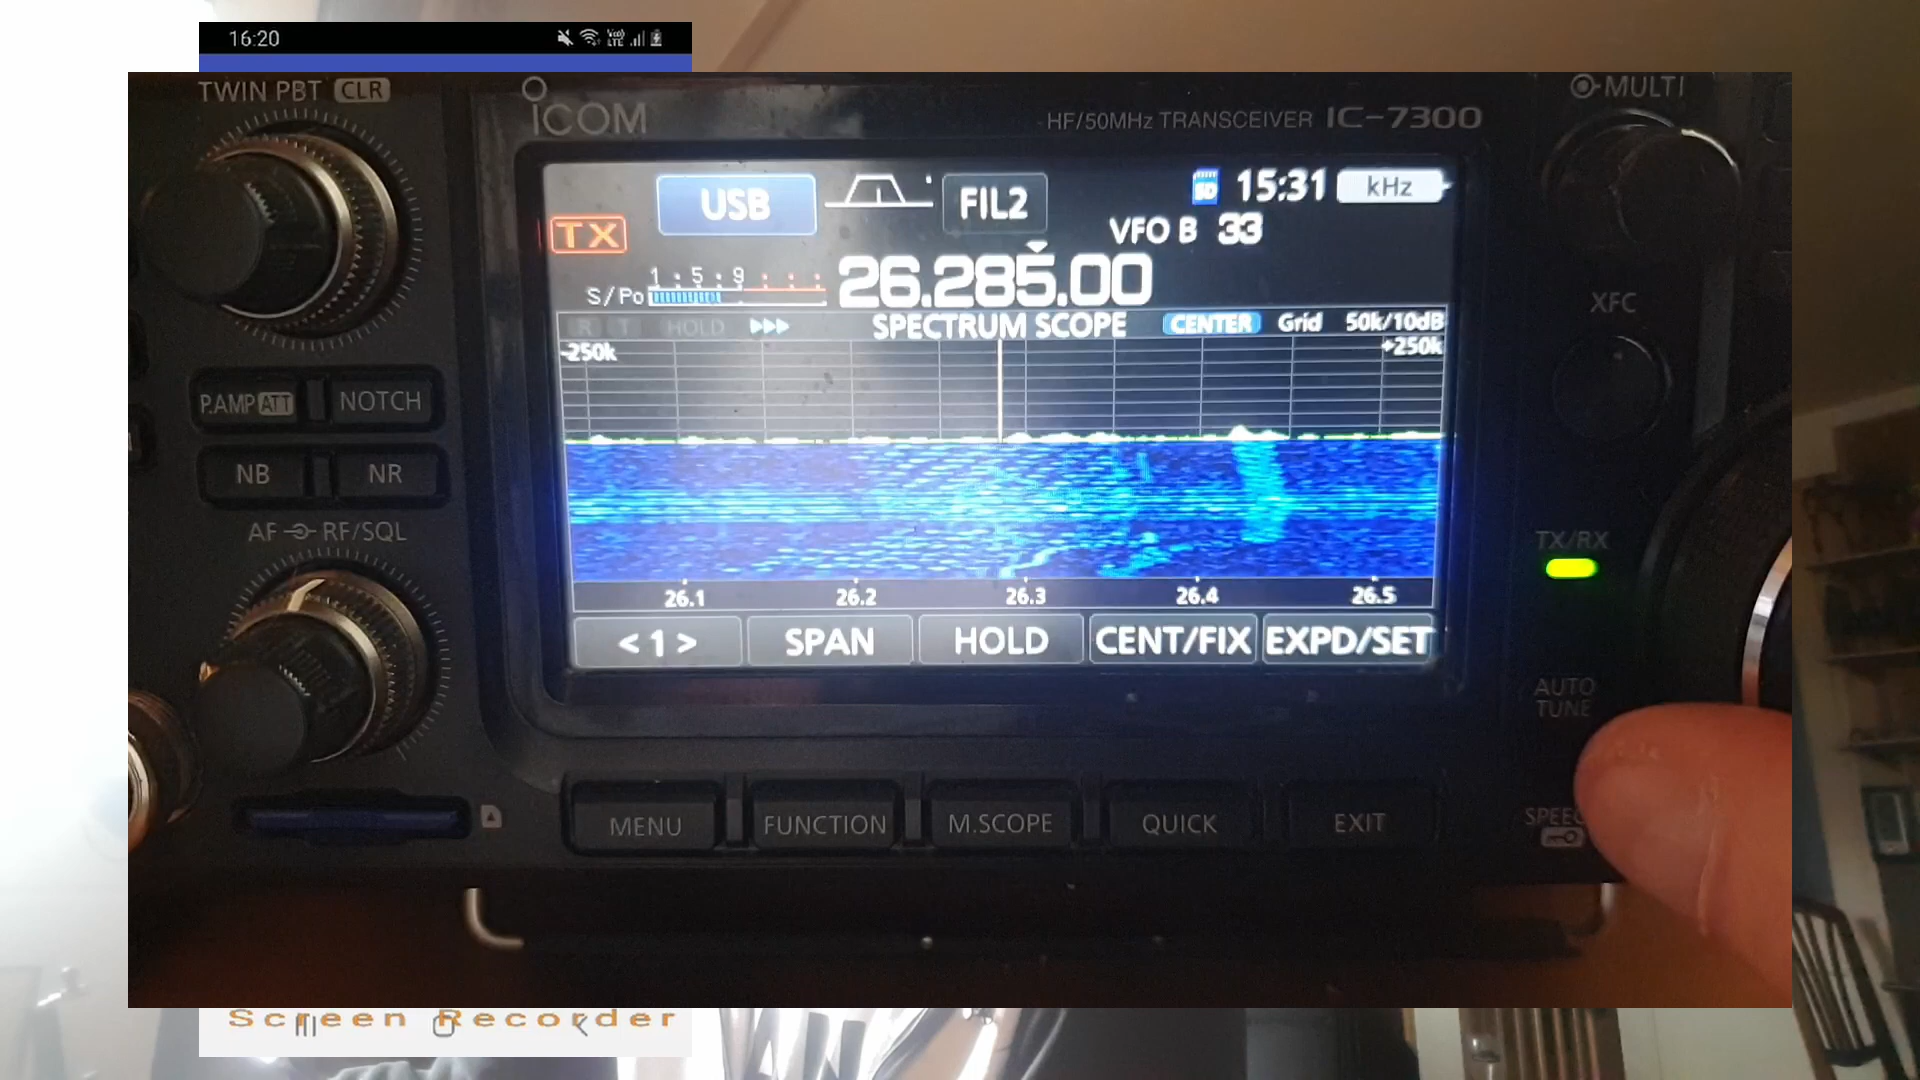 16:20
TWIN PBT CLR
ICOM
HF/50MHz TRANSCEIVER IC-7300
MULTI
USB
FIL2
15:31 kHz
TX
VFO B 33
1 5 9
S/Po
26.285.00
R T HOLD
SPECTRUM SCOPE CENTER Grid 50k/10dB
-250k
+250k
XFC
P.AMP ATT
NOTCH
NB
NR
AF RF/SQL
TX/RX
26.1 26.2 26.3 26.4 26.5
< 1 >
SPAN
HOLD
CENT/FIX
EXPD/SET
AUTO
TUNE
MENU
FUNCTION
M.SCOPE
QUICK
EXIT
Screen Recorder